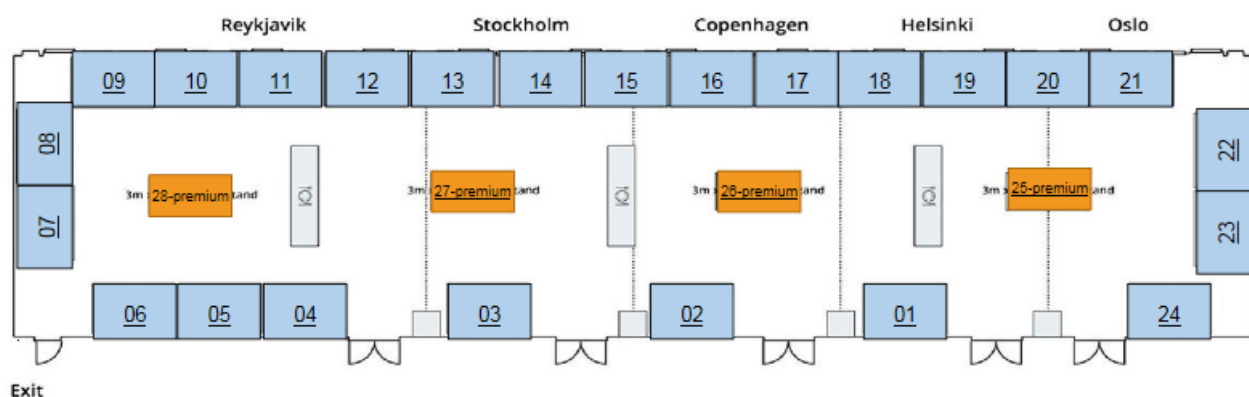 Reykjavik Stockholm Copenhagen Helsinki Oslo
09 10 11 12 13 14 15 16 17 18 19 20 21
08 22
28-premium 27-premium 26-premium 25-premium
3m tand 3m tand 3m tand 3m tand
07 23
06 05 04 03 02 01 24
Exit